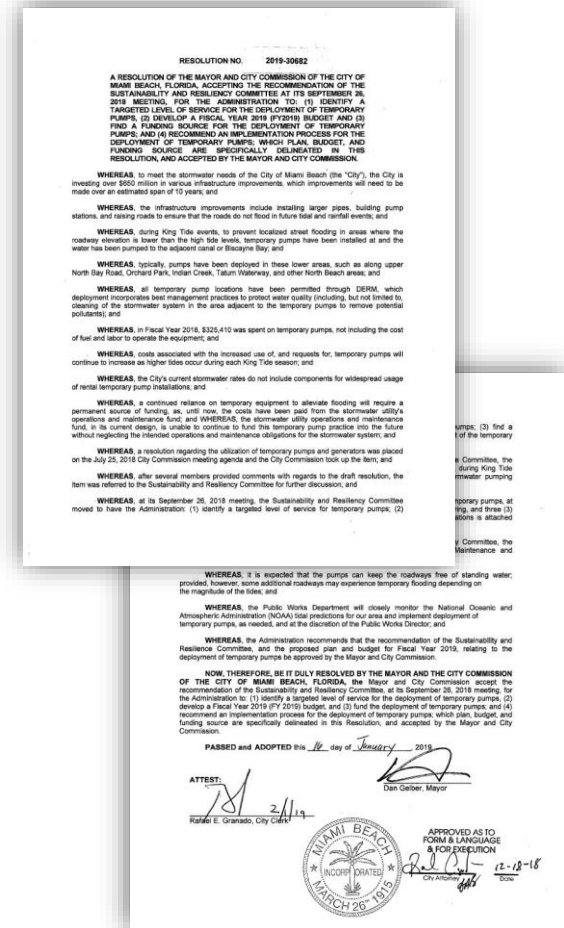 RESOLUTION NO. 2019-30682
A RESOLUTION OF THE MAYOR AND CITY COMMISSION OF THE CITY OF
MIAMI BEACH, FLORIDA, ACCEPTING THE RECOMMENDATION OF THE
SUSTAINABILITY AND RESILIENCY COMMITTEE AT ITS SEPTEMBER 26,
2018 MEETING, FOR THE ADMINISTRATION TO: (1) IDENTIFY A
TARGETED LEVEL OF SERVICE FOR THE DEPLOYMENT OF TEMPORARY
PUMPS, (2) DEVELOP A FISCAL YEAR 2019 (FY2019) BUDGET AND (3)
FIND A FUNDING SOURCE FOR THE DEPLOYMENT OF TEMPORARY
PUMPS; AND (4) RECOMMEND AN IMPLEMENTATION PROCESS FOR THE
DEPLOYMENT OF TEMPORARY PUMPS; WHICH PLAN, BUDGET, AND
FUNDING SOURCE ARE SPECIFICALLY DELINEATED IN THIS
RESOLUTION, AND ACCEPTED BY THE MAYOR AND CITY COMMISSION.
WHEREAS, to meet the stormwater needs of the City of Miami Beach (the "City"), the City is
investing over $650 million in various infrastructure improvements, which improvements will need to be
made over an estimated span of 10 years; and
WHEREAS, the infrastructure improvements include installing larger pipes, building pump
stations, and raising roads to ensure that the roads do not flood in future tidal and rainfall events; and
WHEREAS, during King Tide events, to prevent localized street flooding in areas where the
roadway elevation is lower than the high tide levels, temporary pumps have been installed at and the
water has been pumped to the adjacent canal or Biscayne Bay; and
WHEREAS, typically, pumps have been deployed in these lower areas, such as along upper
North Bay Road, Orchard Park, Indian Creek, Tatum Waterway, and other North Beach areas; and
WHEREAS, all temporary pump locations have been permitted through DERM, which
deployment incorporates best management practices to protect water quality (including, but not limited to,
cleaning of the stormwater system in the area adjacent to the temporary pumps to remove potential
pollutants); and
WHEREAS, in Fiscal Year 2018, $325,410 was spent on temporary pumps, not including the cost
of fuel and labor to operate the equipment; and
WHEREAS, costs associated with the increased use of, and requests for, temporary pumps will
continue to increase as higher tides occur during each King Tide season; and
WHEREAS, the City's current stormwater rates do not include components for widespread usage
of rental temporary pump installations; and
WHEREAS, a continued reliance on temporary equipment to alleviate flooding will require a
permanent source of funding, as, until now, the costs have been paid from the stormwater utility's
operations and maintenance fund; and WHEREAS, the stormwater utility operations and maintenance
fund, in its current design, is unable to continue to fund this temporary pump practice into the future
without neglecting the intended operations and maintenance obligations for the stormwater system; and
WHEREAS, a resolution regarding the utilization of temporary pumps and generators was placed
on the July 25, 2018 City Commission meeting agenda and the City Commission took up the item; and
WHEREAS, after several members provided comments with regards to the draft resolution, the
item was referred to the Sustainability and Resiliency Committee for further discussion; and
WHEREAS, at its September 26, 2018 meeting, the Sustainability and Resiliency Committee
moved to have the Administration: (1) identify a targeted level of service for temporary pumps; (2)
umps; (3) find a
of the temporary
Committee, the
during King Tide
rmwater pumping
mporary pumps, at
ring, and three (3)
ations is attached
y Committee, the
Maintenance and
WHEREAS, it is expected that the pumps can keep the roadways free of standing water;
provided, however, some additional roadways may experience temporary flooding depending on
the magnitude of the tides; and
WHEREAS, the Public Works Department will closely monitor the National Oceanic and
Atmospheric Administration (NOAA) tidal predictions for our area and implement deployment of
temporary pumps, as needed, and at the discretion of the Public Works Director; and
WHEREAS, the Administration recommends that the recommendation of the Sustainability and
Resilience Committee, and the proposed plan and budget for Fiscal Year 2019, relating to the
deployment of temporary pumps be approved by the Mayor and City Commission.
NOW, THEREFORE, BE IT DULY RESOLVED BY THE MAYOR AND THE CITY COMMISSION
OF THE CITY OF MIAMI BEACH, FLORIDA, the Mayor and City Commission accept the
recommendation of the Sustainability and Resiliency Committee, at its September 26, 2018 meeting, for
the Administration to: (1) identify a targeted level of service for the deployment of temporary pumps, (2)
develop a Fiscal Year 2019 (FY 2019) budget, and (3) fund the deployment of temporary pumps; and (4)
recommend an implementation process for the deployment of temporary pumps; which plan, budget, and
funding source are specifically delineated in this Resolution, and accepted by the Mayor and City
Commission.
PASSED and ADOPTED this 16 day of January 2019
Dan Gelber, Mayor
ATTEST:
2/1/19
Rafael E. Granado, City Clerk
MIAMI BEACH
INCORPORATED
MARCH 26TH 1915
APPROVED AS TO
FORM & LANGUAGE
& FOR EXECUTION
12-18-18
City Attorney Date